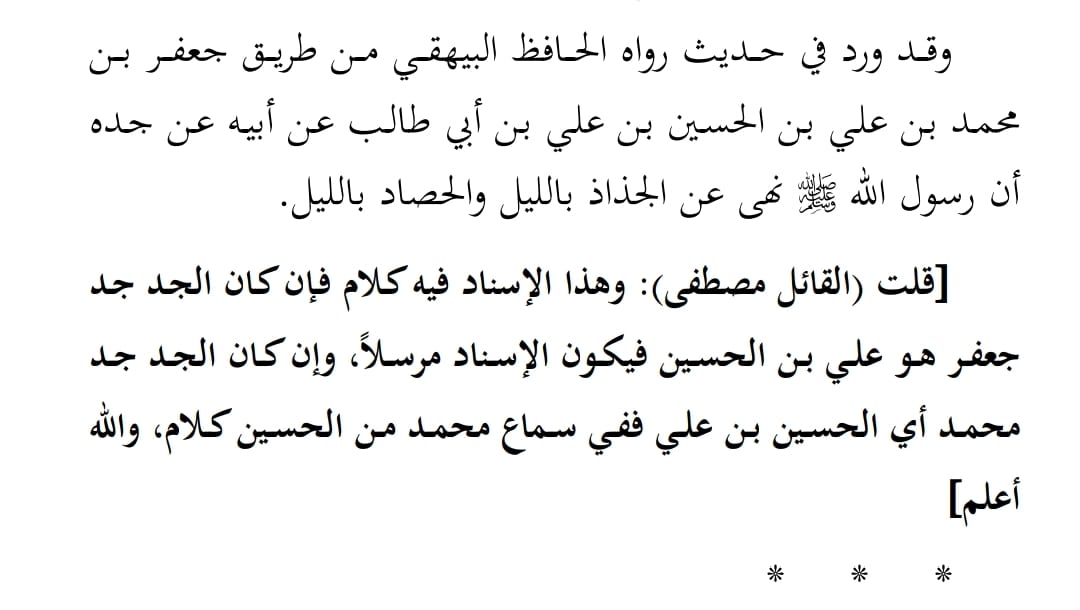 وقد ورد في حديث رواه الحافظ البيهقي من طريق جعفر بن
محمد بن علي بن الحسين بن علي بن أبي طالب عن أبيه عن جده
أن رسول الله ﷺ نهى عن الجذاذ بالليل والحصاد بالليل.
[قلت (القائل مصطفى): وهذا الإسناد فيه كلام فإن كان الجد جد
جعفر هو علي بن الحسين فيكون الإسناد مرسلاً، وإن كان الجد جد
محمد أي الحسين بن علي ففي سماع محمد من الحسين كلام، والله
أعلم]
* * *